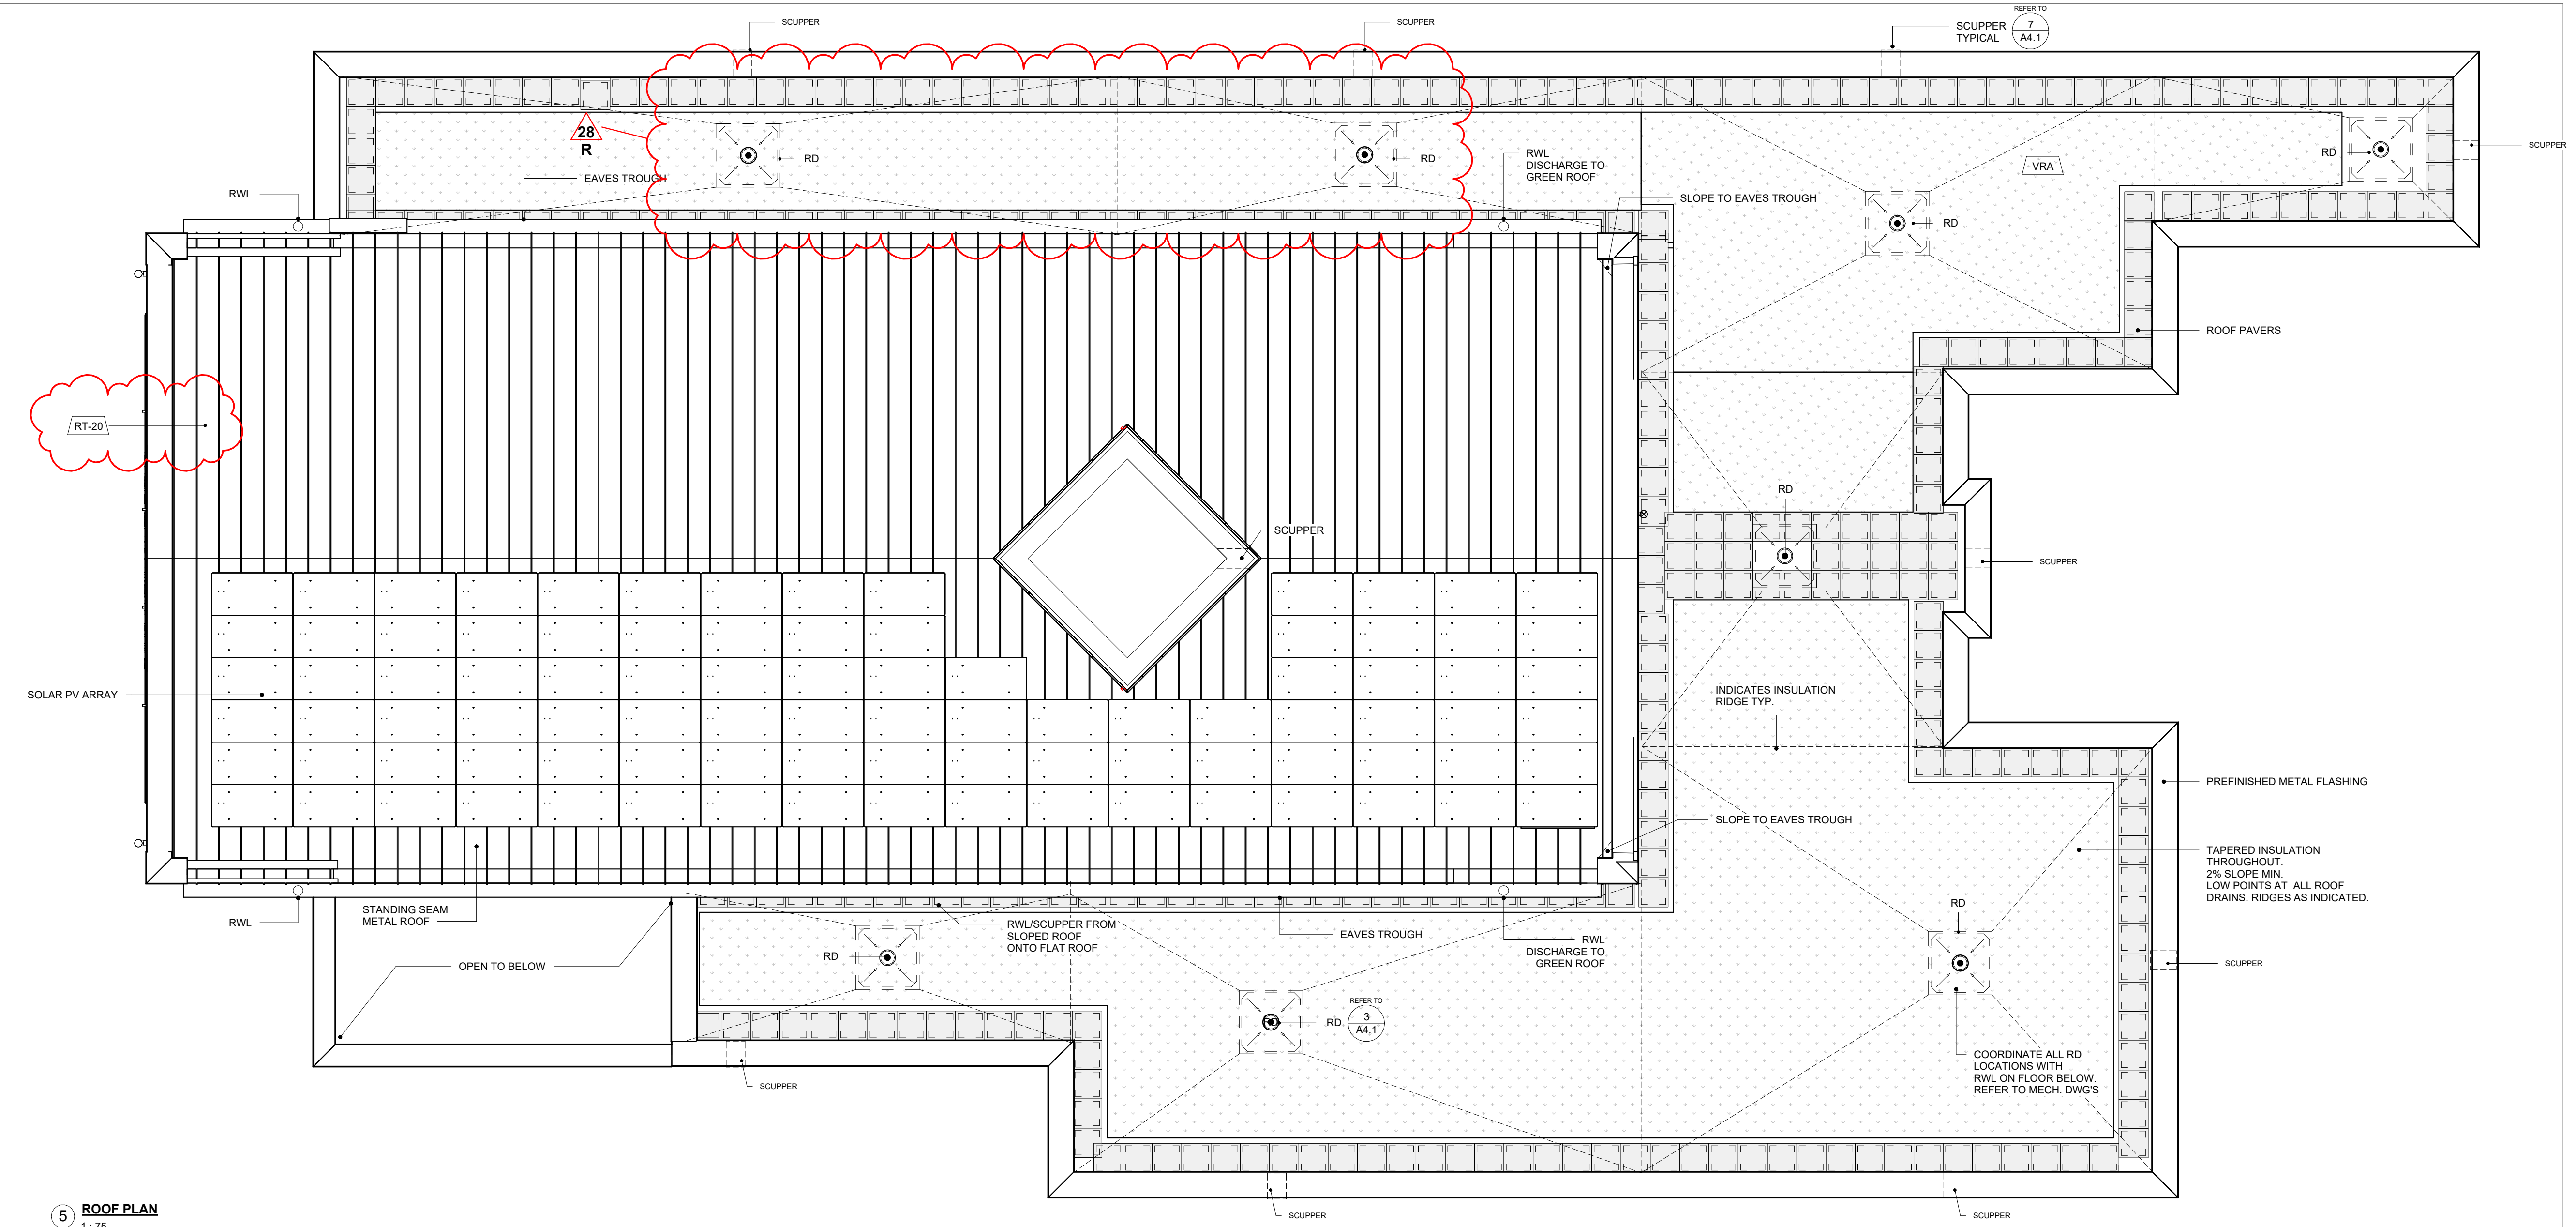 SCUPPER
SCUPPER
REFER TO
SCUPPER
TYPICAL
7
A4.1
28
R
RD
RD
RWL
DISCHARGE TO
GREEN ROOF
VRA
RD
SCUPPER
EAVES TROUGH
RWL
SLOPE TO EAVES TROUGH
RD
ROOF PAVERS
RT-20
RD
SCUPPER
SCUPPER
SOLAR PV ARRAY
INDICATES INSULATION
RIDGE TYP.
PREFINISHED METAL FLASHING
SLOPE TO EAVES TROUGH
TAPERED INSULATION
THROUGHOUT.
2% SLOPE MIN.
LOW POINTS AT ALL ROOF
DRAINS. RIDGES AS INDICATED.
STANDING SEAM
METAL ROOF
RWL
RWL/SCUPPER FROM
SLOPED ROOF
ONTO FLAT ROOF
EAVES TROUGH
RWL
DISCHARGE TO
GREEN ROOF
RD
OPEN TO BELOW
RD
SCUPPER
REFER TO
RD
3
A4.1
COORDINATE ALL RD
LOCATIONS WITH
RWL ON FLOOR BELOW.
REFER TO MECH. DWG'S
SCUPPER
SCUPPER
SCUPPER
5
ROOF PLAN
1 : 75